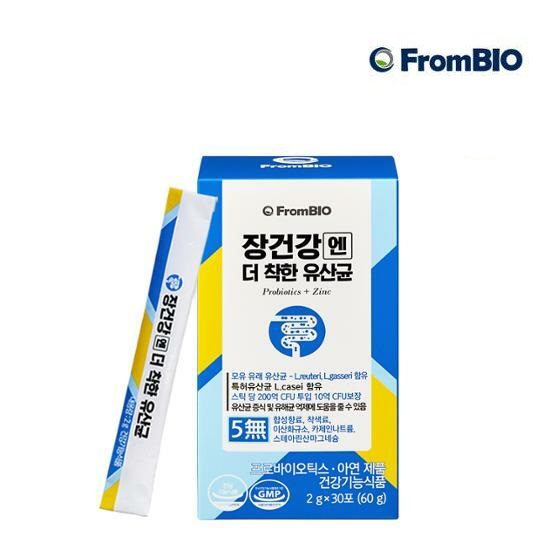 FromBIO
FromBIO
FromBIO
장건강 엔
더 착한 유산균
Probiotics + Zinc
모유 유래 유산균 - L.reuteri, L.gasseri 함유
특허유산균 L.casei 함유
스틱 당 200억 CFU 투입 10억 CFU보장
유산균 증식 및 유해균 억제에 도움을 줄 수 있음
5無
합성향료, 착색료,
이산화규소, 카제인나트륨,
스테아린산마그네슘
프로바이오틱스·아연 제품
건강기능식품
GMP
2 g×30포 (60 g)
장건강 엔 더 착한 유산균